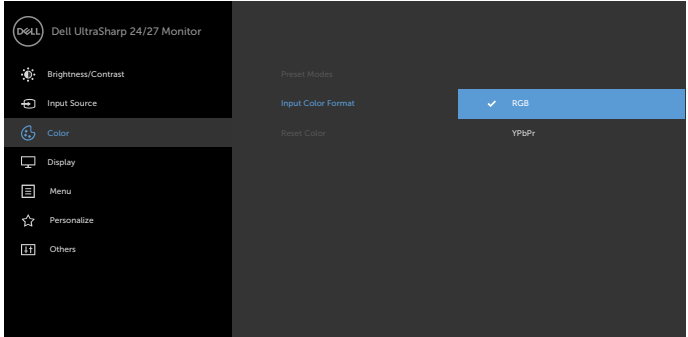 DELL
Dell UltraSharp 24/27 Monitor
Brightness/Contrast
Preset Modes
Input Source
Input Color Format
RGB
Color
Reset Color
YPbPr
Display
Menu
Personalize
Others